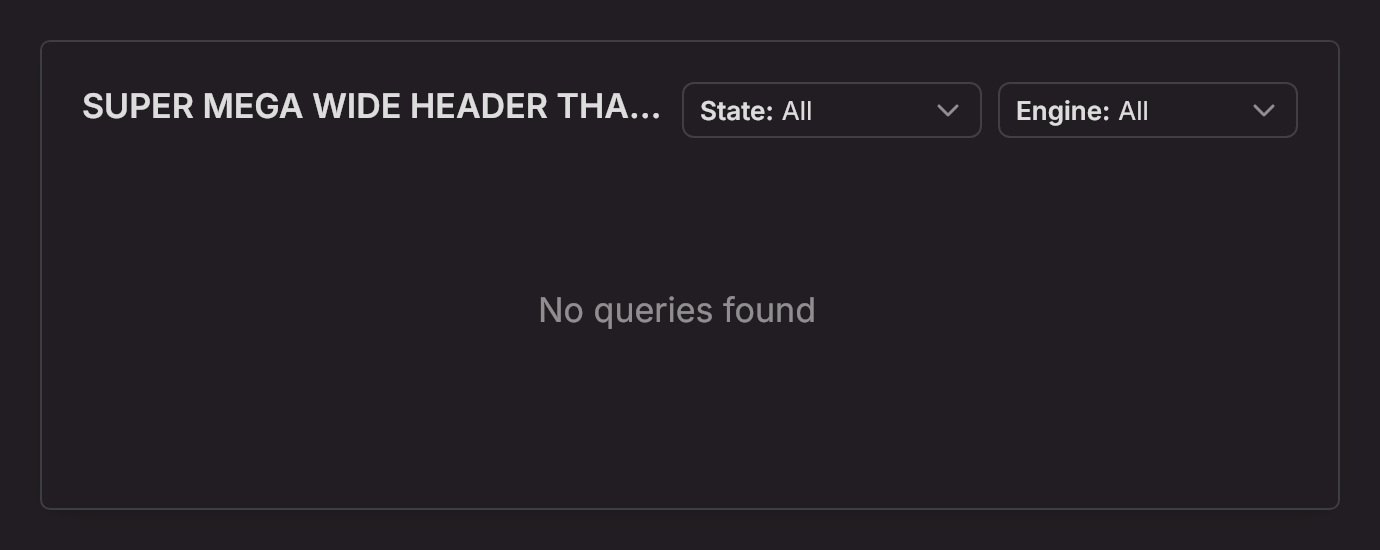 SUPER MEGA WIDE HEADER THA... State: All Engine: All
No queries found